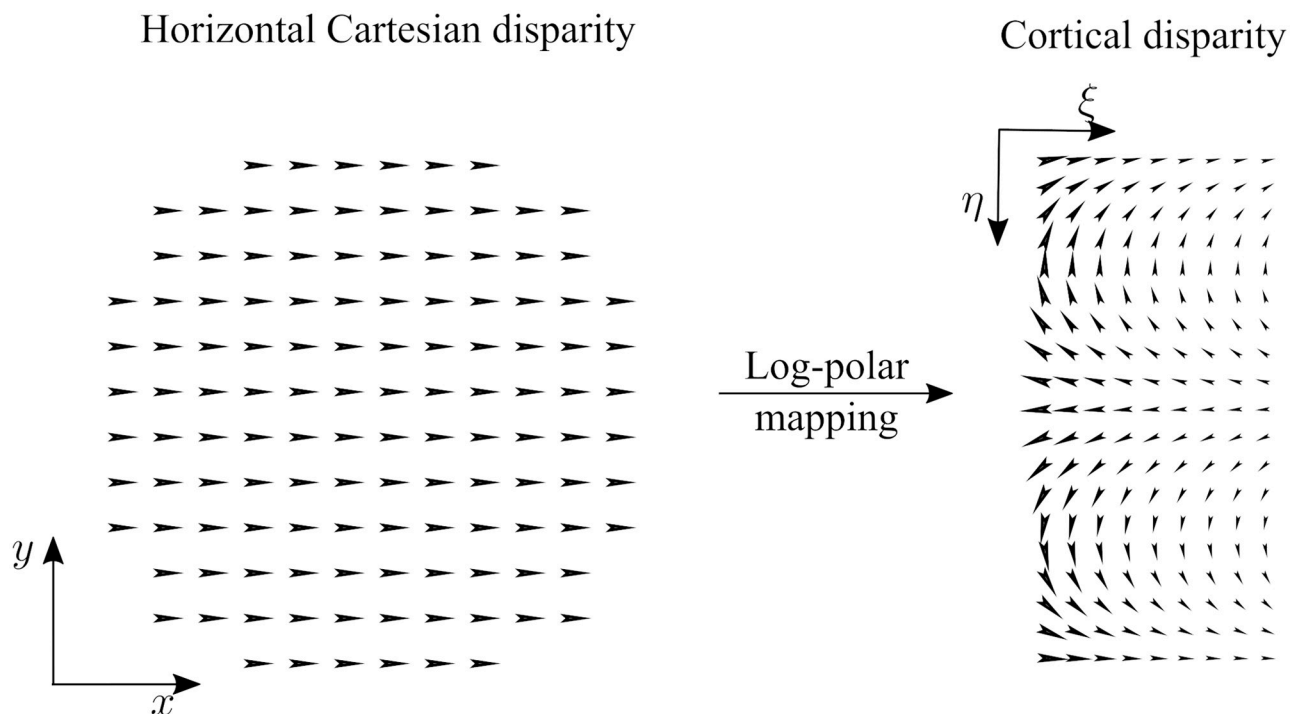 Horizontal Cartesian disparity
Cortical disparity
ξ
η
Log-polar
mapping
y
x